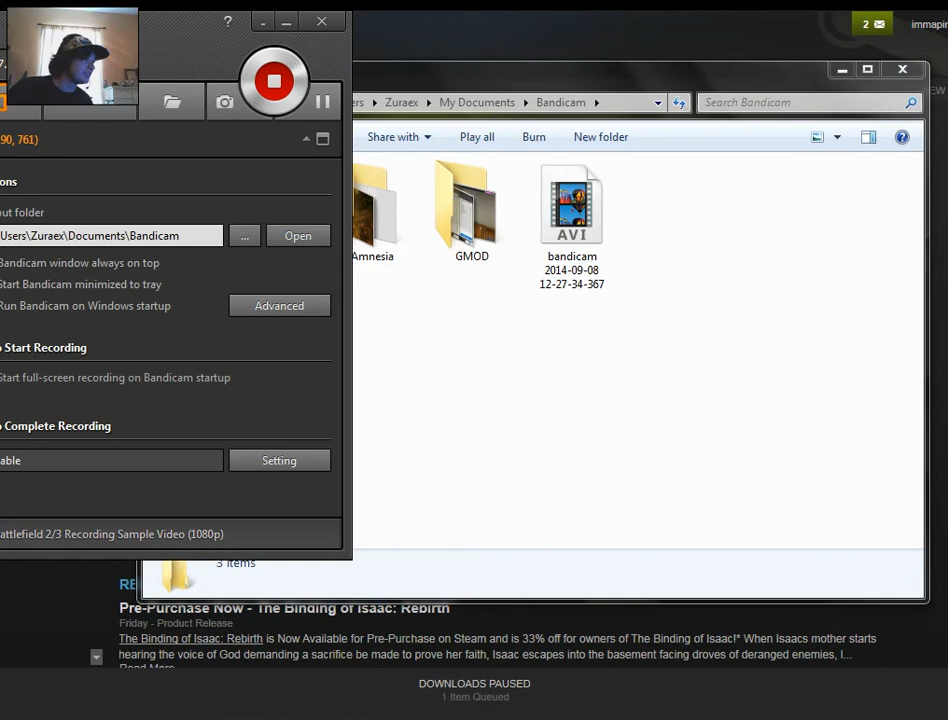 ?
2
immapir
7.
ers Zuraex My Documents Bandicam
Search Bandicam
EW
90, 761)
Share with Play all Burn New folder
ons
out folder
Users\Zuraex\Documents\Bandicam
...
Open
Bandicam window always on top
Start Bandicam minimized to tray
Run Bandicam on Windows startup
Advanced
Amnesia
GMOD
AVI
bandicam
2014-09-08
12-27-34-367
o Start Recording
Start full-screen recording on Bandicam startup
o Complete Recording
able
Setting
attlefield 2/3 Recording Sample Video (1080p)
3 items
RE
Pre-Purchase Now - The Binding of Isaac: Rebirth
Friday - Product Release
The Binding of Isaac: Rebirth is Now Available for Pre-Purchase on Steam and is 33% off for owners of The Binding of Isaac!* When Isaacs mother starts
hearing the voice of God demanding a sacrifice be made to prove her faith, Isaac escapes into the basement facing droves of deranged enemies, l...
Read More
DOWNLOADS PAUSED
1 Item Queued